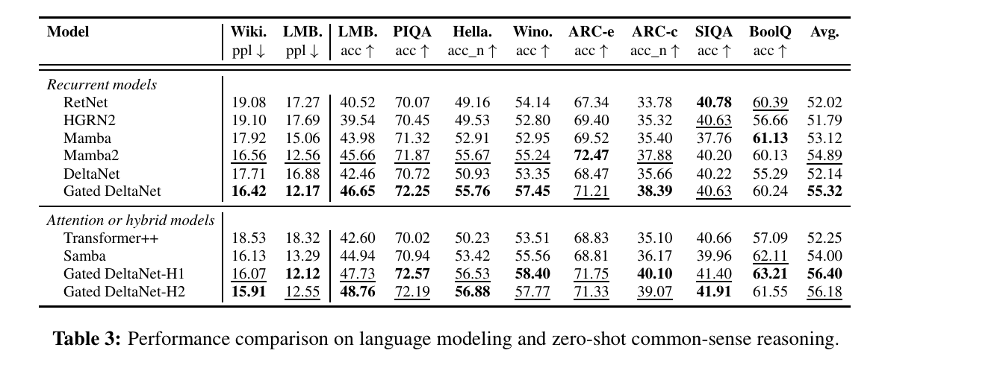 Model Wiki. LMB. LMB. PIQA Hella. Wino. ARC-e ARC-c SIQA BoolQ Avg.
ppl ↓ ppl ↓ acc ↑ acc ↑ acc_n ↑ acc ↑ acc ↑ acc_n ↑ acc ↑ acc ↑
Recurrent models
RetNet 19.08 17.27 40.52 70.07 49.16 54.14 67.34 33.78 40.78 60.39 52.02
HGRN2 19.10 17.69 39.54 70.45 49.53 52.80 69.40 35.32 40.63 56.66 51.79
Mamba 17.92 15.06 43.98 71.32 52.91 52.95 69.52 35.40 37.76 61.13 53.12
Mamba2 16.56 12.56 45.66 71.87 55.67 55.24 72.47 37.88 40.20 60.13 54.89
DeltaNet 17.71 16.88 42.46 70.72 50.93 53.35 68.47 35.66 40.22 55.29 52.14
Gated DeltaNet 16.42 12.17 46.65 72.25 55.76 57.45 71.21 38.39 40.63 60.24 55.32
Attention or hybrid models
Transformer++ 18.53 18.32 42.60 70.02 50.23 53.51 68.83 35.10 40.66 57.09 52.25
Samba 16.13 13.29 44.94 70.94 53.42 55.56 68.81 36.17 39.96 62.11 54.00
Gated DeltaNet-H1 16.07 12.12 47.73 72.57 56.53 58.40 71.75 40.10 41.40 63.21 56.40
Gated DeltaNet-H2 15.91 12.55 48.76 72.19 56.88 57.77 71.33 39.07 41.91 61.55 56.18
Table 3: Performance comparison on language modeling and zero-shot common-sense reasoning.